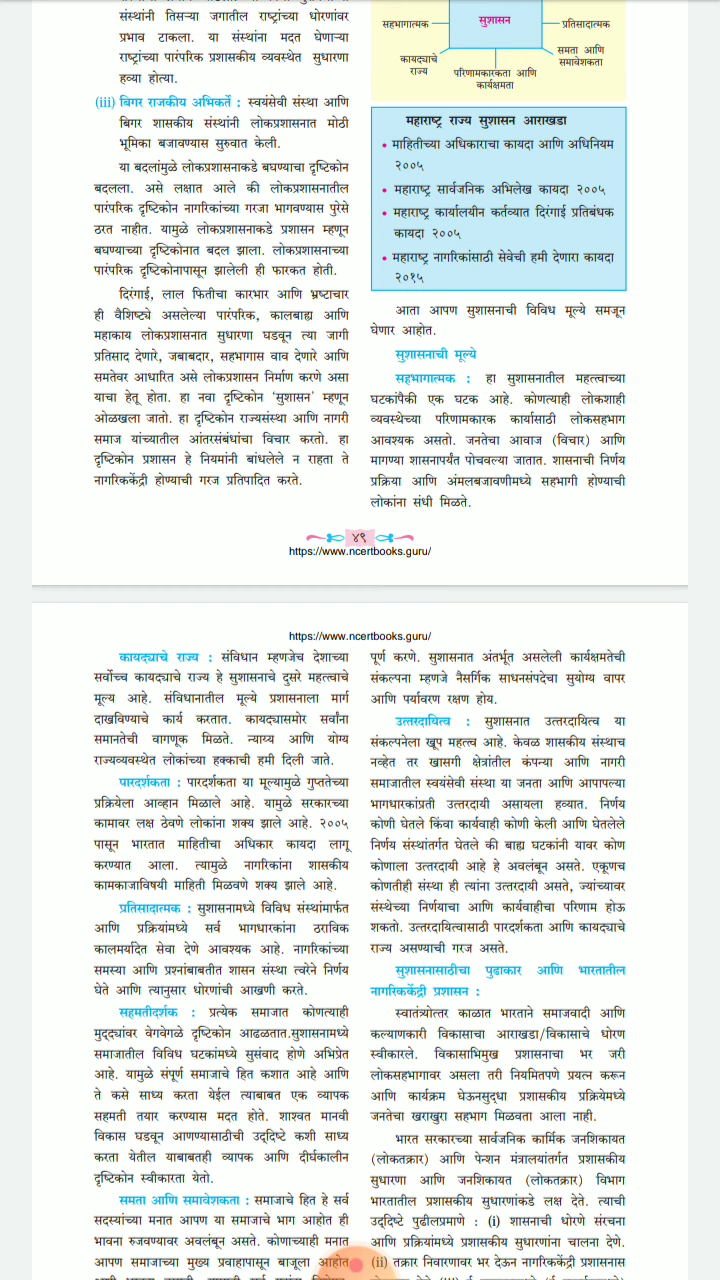 संस्थांनी तिसऱ्या जगातील राष्ट्रांच्या धोरणांवर
प्रभाव टाकला. या संस्थांना मदत घेणाऱ्या
राष्ट्रांच्या पारंपरिक प्रशासकीय व्यवस्थेत सुधारणा
हव्या होत्या.
(iii) बिगर राजकीय अभिकर्ते : स्वयंसेवी संस्था आणि
बिगर शासकीय संस्थांनी लोकप्रशासनात मोठी
भूमिका बजावण्यास सुरुवात केली.
या बदलांमुळे लोकप्रशासनाकडे बघण्याचा दृष्टिकोन
बदलला. असे लक्षात आले की लोकप्रशासनातील
पारंपरिक दृष्टिकोन नागरिकांच्या गरजा भागवण्यास पुरेसे
ठरत नाहीत. यामुळे लोकप्रशासनाकडे प्रशासन म्हणून
बघण्याच्या दृष्टिकोनात बदल झाला. लोकप्रशासनाच्या
पारंपरिक दृष्टिकोनापासून झालेली ही फारकत होती.
दिरंगाई, लाल फितीचा कारभार आणि भ्रष्टाचार
ही वैशिष्ट्ये असलेल्या पारंपरिक, कालबाह्य आणि
महाकाय लोकप्रशासनात सुधारणा घडवून त्या जागी
प्रतिसाद देणारे, जबाबदार, सहभागास वाव देणारे आणि
समतेवर आधारित असे लोकप्रशासन निर्माण करणे असा
याचा हेतू होता. हा नवा दृष्टिकोन ‘सुशासन’ म्हणून
ओळखला जातो. हा दृष्टिकोन राज्यसंस्था आणि नागरी
समाज यांच्यातील आंतरसंबंधांचा विचार करतो. हा
दृष्टिकोन प्रशासन हे नियमांनी बांधलेले न राहता ते
नागरिककेंद्री होण्याची गरज प्रतिपादित करते.
सहभागात्मक
सुशासन
प्रतिसादात्मक
कायद्याचे
राज्य
परिणामकारकता आणि
कार्यक्षमता
समता आणि
समावेशकता
महाराष्ट्र राज्य सुशासन आराखडा
• माहितीच्या अधिकाराचा कायदा आणि अधिनियम
२००५
• महाराष्ट्र सार्वजनिक अभिलेख कायदा २००५
• महाराष्ट्र कार्यालयीन कर्तव्यात दिरंगाई प्रतिबंधक
कायदा २००५
• महाराष्ट्र नागरिकांसाठी सेवेची हमी देणारा कायदा
२०१५
आता आपण सुशासनाची विविध मूल्ये समजून
घेणार आहोत.
सुशासनाची मूल्ये
सहभागात्मक : हा सुशासनातील महत्त्वाच्या
घटकांपैकी एक घटक आहे. कोणत्याही लोकशाही
व्यवस्थेच्या परिणामकारक कार्यासाठी लोकसहभाग
आवश्यक असतो. जनतेचा आवाज (विचार) आणि
मागण्या शासनापर्यंत पोचवल्या जातात. शासनाची निर्णय
प्रक्रिया आणि अंमलबजावणीमध्ये सहभागी होण्याची
लोकांना संधी मिळते.
४९
https://www.ncertbooks.guru/
https://www.ncertbooks.guru/
कायद्याचे राज्य : संविधान म्हणजेच देशाच्या
सर्वोच्च कायद्याचे राज्य हे सुशासनाचे दुसरे महत्वाचे
मूल्य आहे. संविधानातील मूल्ये प्रशासनाला मार्ग
दाखविण्याचे कार्य करतात. कायद्यासमोर सर्वांना
समानतेची वागणूक मिळते. न्याय्य आणि योग्य
राज्यव्यवस्थेत लोकांच्या हक्काची हमी दिली जाते.
पारदर्शकता : पारदर्शकता या मूल्यामुळे गुप्ततेच्या
प्रक्रियेला आव्हान मिळाले आहे. यामुळे सरकारच्या
कामावर लक्ष ठेवणे लोकांना शक्य झाले आहे. २००५
पासून भारतात माहितीचा अधिकार कायदा लागू
करण्यात आला. त्यामुळे नागरिकांना शासकीय
कामकाजाविषयी माहिती मिळवणे शक्य झाले आहे.
प्रतिसादात्मक : सुशासनामध्ये विविध संस्थांमार्फत
आणि प्रक्रियांमध्ये सर्व भागधारकांना ठराविक
कालमर्यादेत सेवा देणे आवश्यक आहे. नागरिकांच्या
समस्या आणि प्रश्नांबाबतीत शासन संस्था त्वरेने निर्णय
घेते आणि त्यानुसार धोरणांची आखणी करते.
सहमतीदर्शक : प्रत्येक समाजात कोणत्याही
मुद्द्यांवर वेगवेगळे दृष्टिकोन आढळतात.सुशासनामध्ये
समाजातील विविध घटकांमध्ये सुसंवाद होणे अभिप्रेत
आहे. यामुळे संपूर्ण समाजाचे हित कशात आहे आणि
ते कसे साध्य करता येईल त्याबाबत एक व्यापक
सहमती तयार करण्यास मदत होते. शाश्वत मानवी
विकास घडवून आणण्यासाठीची उद्दिष्टे कशी साध्य
करता येतील याबाबतही व्यापक आणि दीर्घकालीन
दृष्टिकोन स्वीकारता येतो.
समता आणि समावेशकता : समाजाचे हित हे सर्व
सदस्यांच्या मनात आपण या समाजाचे भाग आहोत ही
भावना रुजवण्यावर अवलंबून असते. कोणाच्याही मनात
आपण समाजाच्या मुख्य प्रवाहापासून बाजूला आहोत
पूर्ण करणे. सुशासनात अंतर्भूत असलेली कार्यक्षमतेची
संकल्पना म्हणजे नैसर्गिक साधनसंपदेचा सुयोग्य वापर
आणि पर्यावरण रक्षण होय.
उत्तरदायित्व : सुशासनात उत्तरदायित्व या
संकल्पनेला खूप महत्व आहे. केवळ शासकीय संस्थाच
नव्हेत तर खासगी क्षेत्रांतील कंपन्या आणि नागरी
समाजातील स्वयंसेवी संस्था या जनता आणि आपापल्या
भागधारकांप्रती उत्तरदायी असायला हव्यात. निर्णय
कोणी घेतले किंवा कार्यवाही कोणी केली आणि घेतलेले
निर्णय संस्थांतर्गत घेतले की बाह्य घटकांनी यावर कोण
कोणाला उत्तरदायी आहे हे अवलंबून असते. एकूणच
कोणतीही संस्था ही त्यांना उत्तरदायी असते, ज्यांच्यावर
संस्थेच्या निर्णयाचा आणि कार्यवाहीचा परिणाम होऊ
शकतो. उत्तरदायित्वासाठी पारदर्शकता आणि कायद्याचे
राज्य असण्याची गरज असते.
सुशासनासाठीचा पुढाकार आणि भारतातील
नागरिककेंद्री प्रशासन :
स्वातंत्र्योत्तर काळात भारताने समाजवादी आणि
कल्याणकारी विकासाचा आराखडा/विकासाचे धोरण
स्वीकारले. विकासाभिमुख प्रशासनाचा भर जरी
लोकसहभागावर असला तरी नियमितपणे प्रयत्न करून
आणि कार्यक्रम घेऊनसुद्धा प्रशासकीय प्रक्रियेमध्ये
जनतेचा खराखुरा सहभाग मिळवता आला नाही.
भारत सरकारच्या सार्वजनिक कार्मिक जनशिकायत
(लोकतक्रार) आणि पेन्शन मंत्रालयांतर्गत प्रशासकीय
सुधारणा आणि जनशिकायत (लोकतक्रार) विभाग
भारतातील प्रशासकीय सुधारणांकडे लक्ष देते. त्याची
उद्दिष्टे पुढीलप्रमाणे : (i) शासनाची धोरणे संरचना
आणि प्रक्रियांमध्ये प्रशासकीय सुधारणांना चालना देणे.
(ii) तक्रार निवारणावर भर देऊन नागरिककेंद्री प्रशासनास